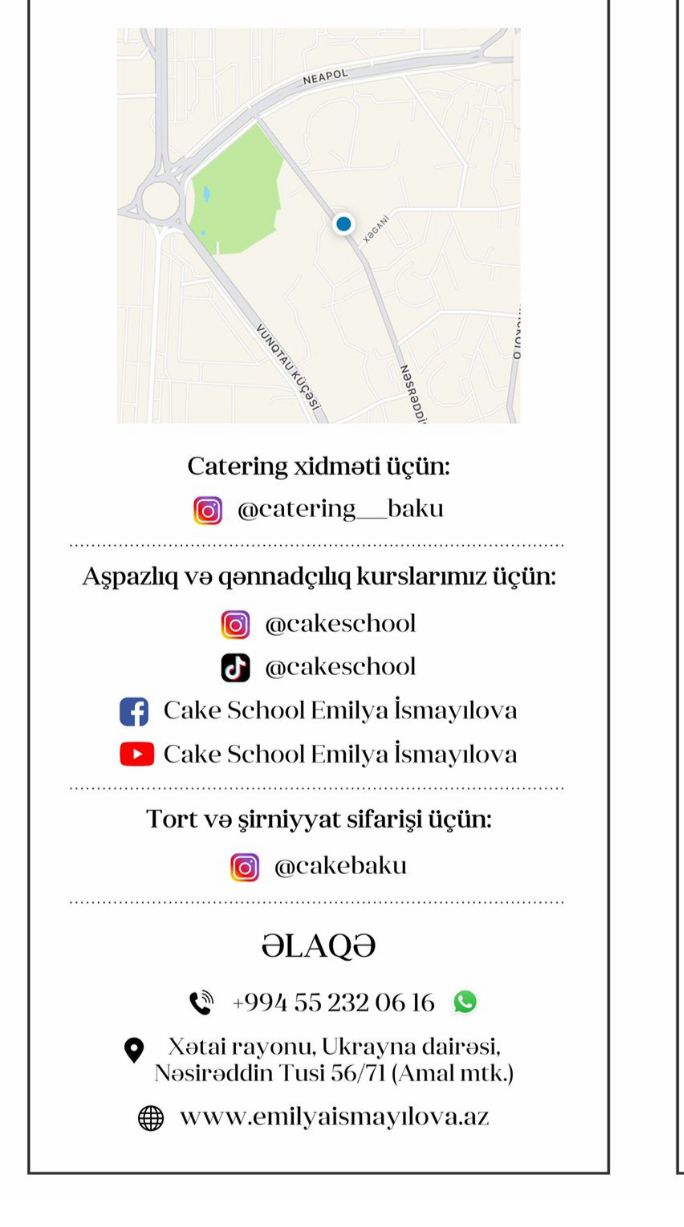 NEAPOL
XƏGANİ
VUNQTAU KÜÇƏSİ
Catering xidməti üçün:
@catering__baku
Aşpazlıq və qənnadçılıq kurslarımız üçün:
@cakeschool
@cakeschool
Cake School Emilya İsmayılova
Cake School Emilya İsmayılova
Tort və şirniyyat sifarişi üçün:
@cakebaku
ƏLAQƏ
+994 55 232 06 16
Xətai rayonu, Ukrayna dairəsi,
Nəsirəddin Tusi 56/71 (Amal mtk.)
www.emilyaismayılova.az